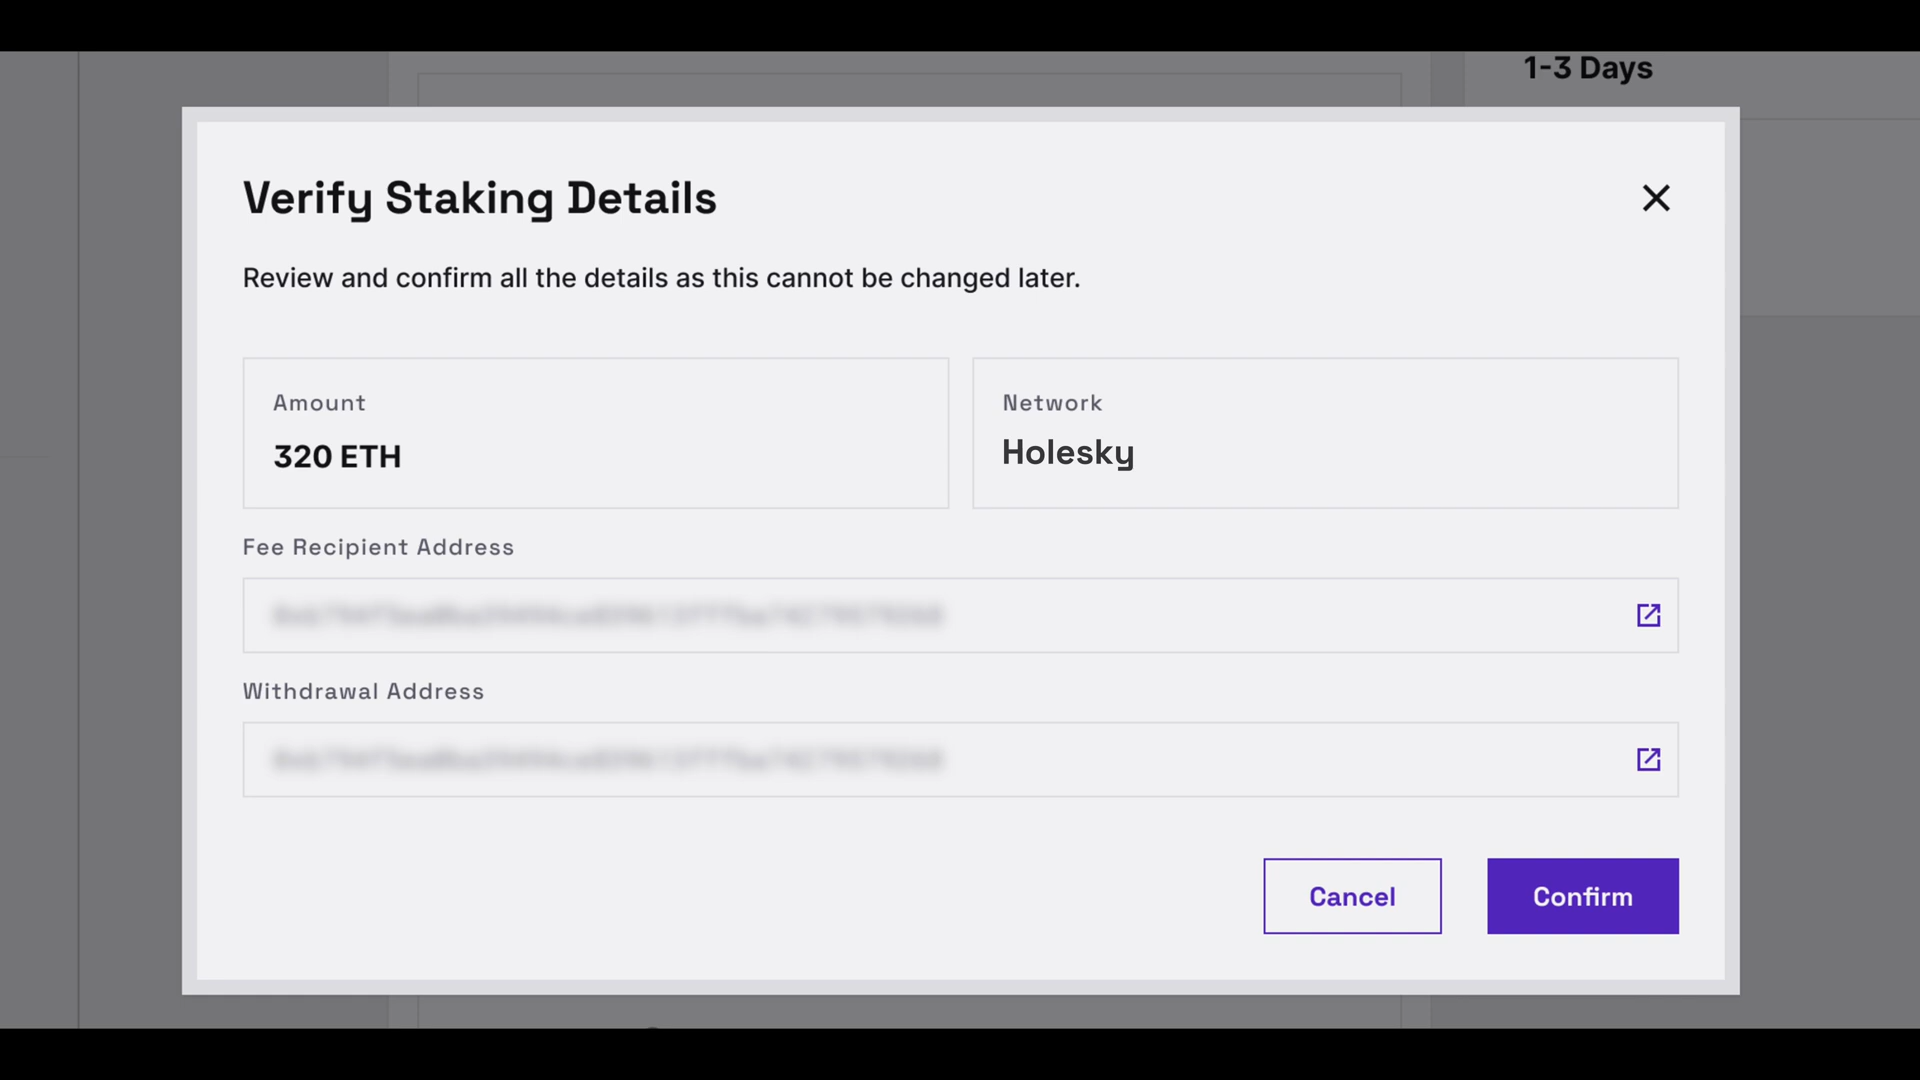 1-3 Days
Verify Staking Details
Review and confirm all the details as this cannot be changed later.
Amount
320 ETH
Network
Holesky
Fee Recipient Address
Withdrawal Address
Cancel
Confirm